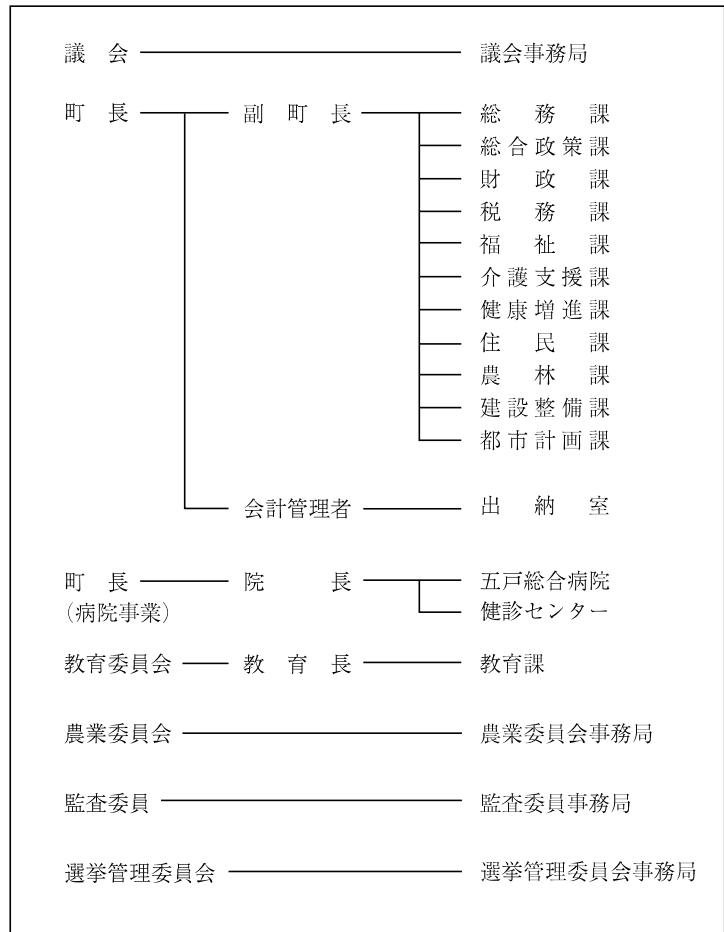 議会 議会事務局
町長 副町長 総務課
総合政策課
財政課
税務課
福祉課
介護支援課
健康増進課
住民課
農林課
建設整備課
都市計画課
会計管理者 出納室
町長 院長 五戸総合病院
(病院事業) 健診センター
教育委員会 教育長 教育課
農業委員会 農業委員会事務局
監査委員 監査委員事務局
選挙管理委員会 選挙管理委員会事務局